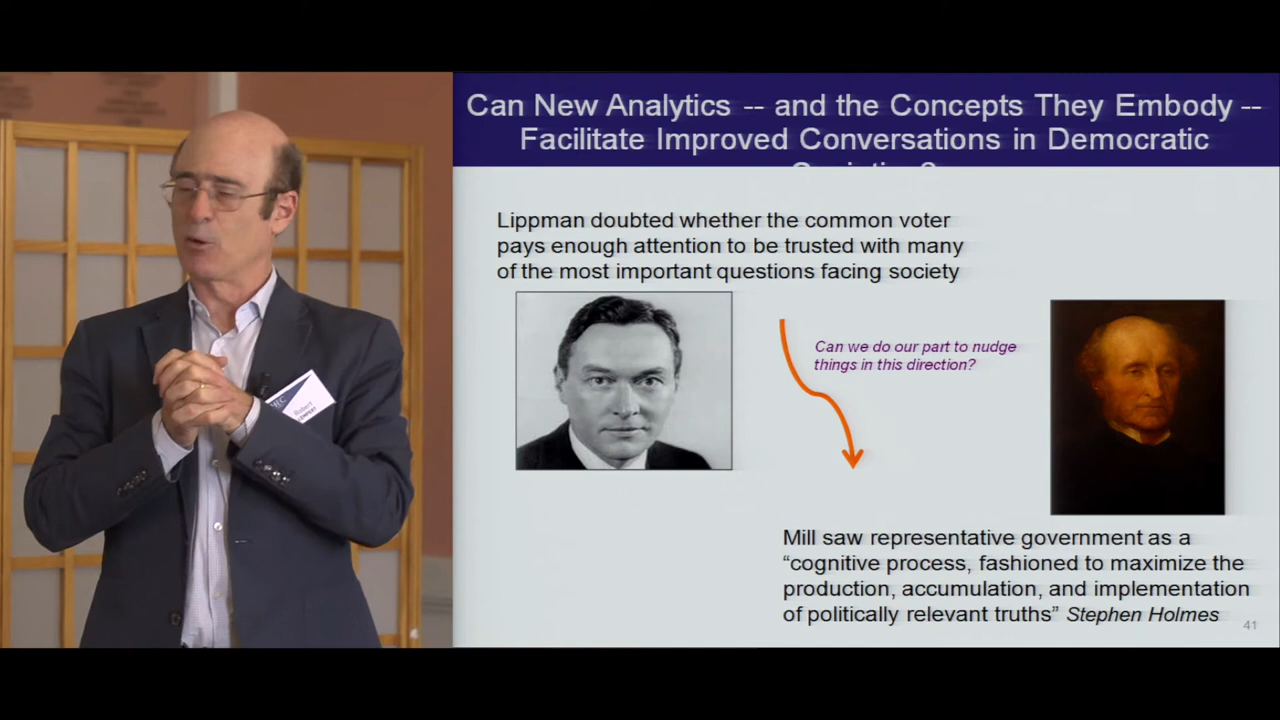 Can New Analytics -- and the Concepts They Embody --
Facilitate Improved Conversations in Democratic
Lippman doubted whether the common voter
pays enough attention to be trusted with many
of the most important questions facing society
Can we do our part to nudge
things in this direction?
Mill saw representative government as a
“cognitive process, fashioned to maximize the
production, accumulation, and implementation
of politically relevant truths” Stephen Holmes
41
Robert
LEMPERT